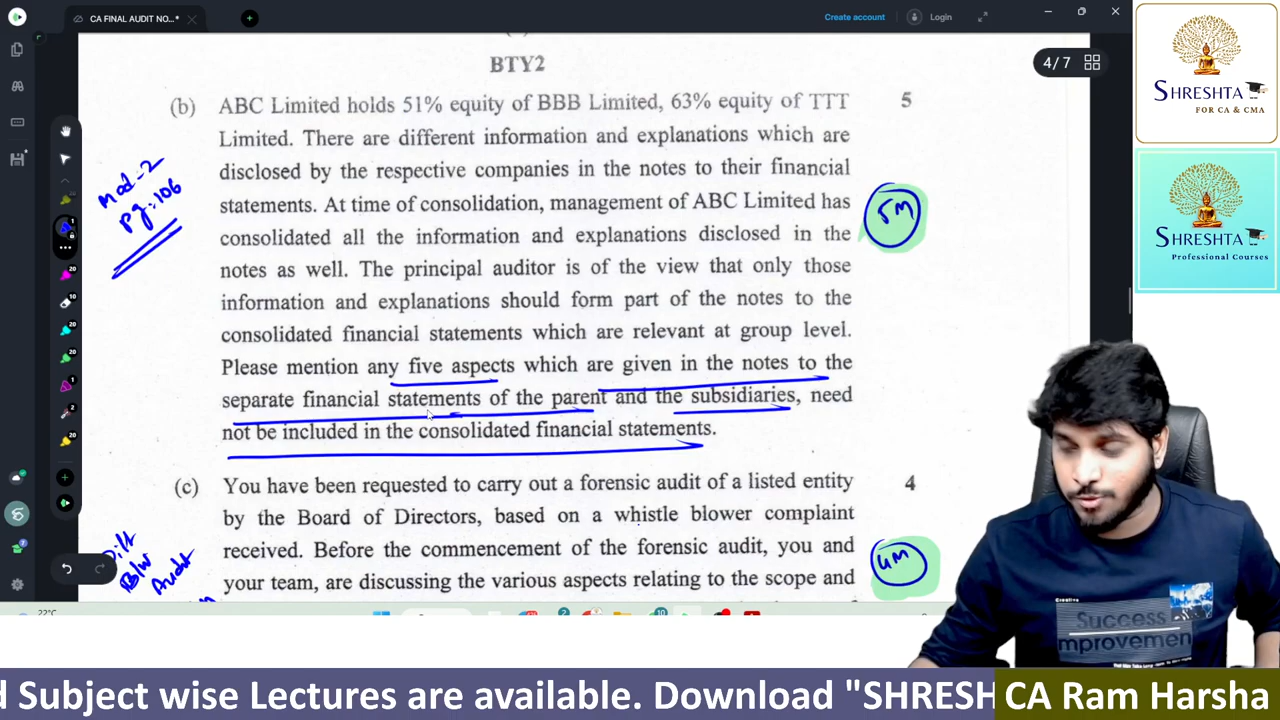 CA FINAL AUDIT NO...*
Create account
Login
4/7
BTY2
(b) ABC Limited holds 51% equity of BBB Limited, 63% equity of TTT 5
Limited. There are different information and explanations which are
disclosed by the respective companies in the notes to their financial
statements. At time of consolidation, management of ABC Limited has
consolidated all the information and explanations disclosed in the
notes as well. The principal auditor is of the view that only those
information and explanations should form part of the notes to the
consolidated financial statements which are relevant at group level.
Please mention any five aspects which are given in the notes to the
separate financial statements of the parent and the subsidiaries, need
not be included in the consolidated financial statements.
Mod-2
pg.106
5M
(c) You have been requested to carry out a forensic audit of a listed entity 4
by the Board of Directors, based on a whistle blower complaint
received. Before the commencement of the forensic audit, you and
your team, are discussing the various aspects relating to the scope and
Diff
B/w
Audit
4M
22°C
SHRESHTA
FOR CA & CMA
SHRESHTA
Professional Courses
Creative
Success
mprovemen
d Subject wise Lectures are available. Download "SHRESH
CA Ram Harsha